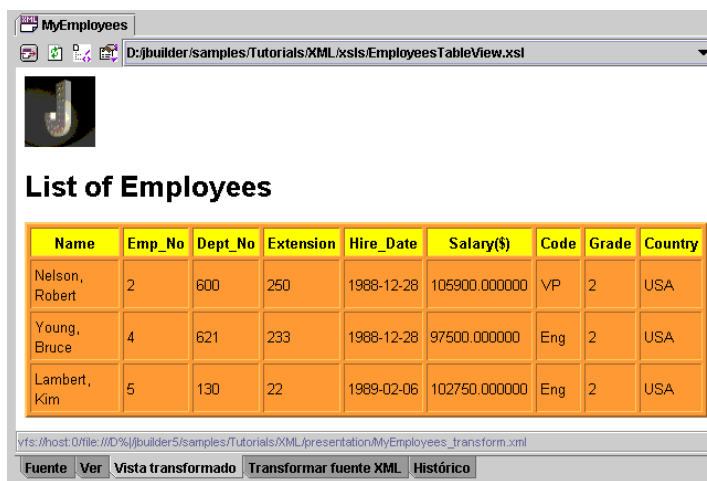 MyEmployees
D:/jbuilder/samples/Tutorials/XML/xsls/EmployeesTableView.xsl
J
List of Employees
Name Emp_No Dept_No Extension Hire_Date Salary($) Code Grade Country
Nelson, Robert 2 600 250 1988-12-28 105900.000000 VP 2 USA
Young, Bruce 4 621 233 1988-12-28 97500.000000 Eng 2 USA
Lambert, Kim 5 130 22 1989-02-06 102750.000000 Eng 2 USA
vfs://host:0/file:///D%|/jbuilder5/samples/Tutorials/XML/presentation/MyEmployees_transform.xml
Fuente Ver Vista transformado Transformar fuente XML Histórico